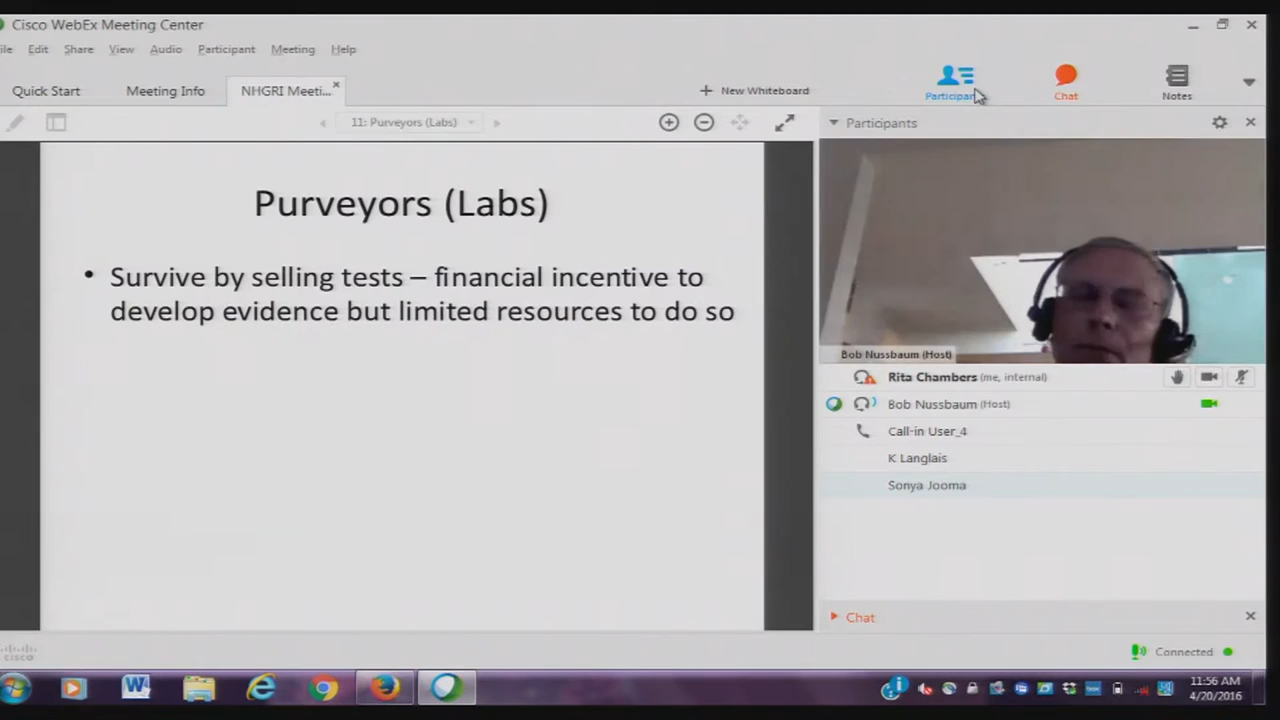 Cisco WebEx Meeting Center
ile Edit Share View Audio Participant Meeting Help
Quick Start Meeting Info NHGRI Meeti... New Whiteboard
Participan Chat Notes
11: Purveyors (Labs)
Participants
Purveyors (Labs)
• Survive by selling tests – financial incentive to
develop evidence but limited resources to do so
Bob Nussbaum (Host)
Rita Chambers (me, internal)
Bob Nussbaum (Host)
Call-in User_4
K Langlais
Sonya Jooma
Chat
cisco
Connected
11:56 AM
4/20/2016